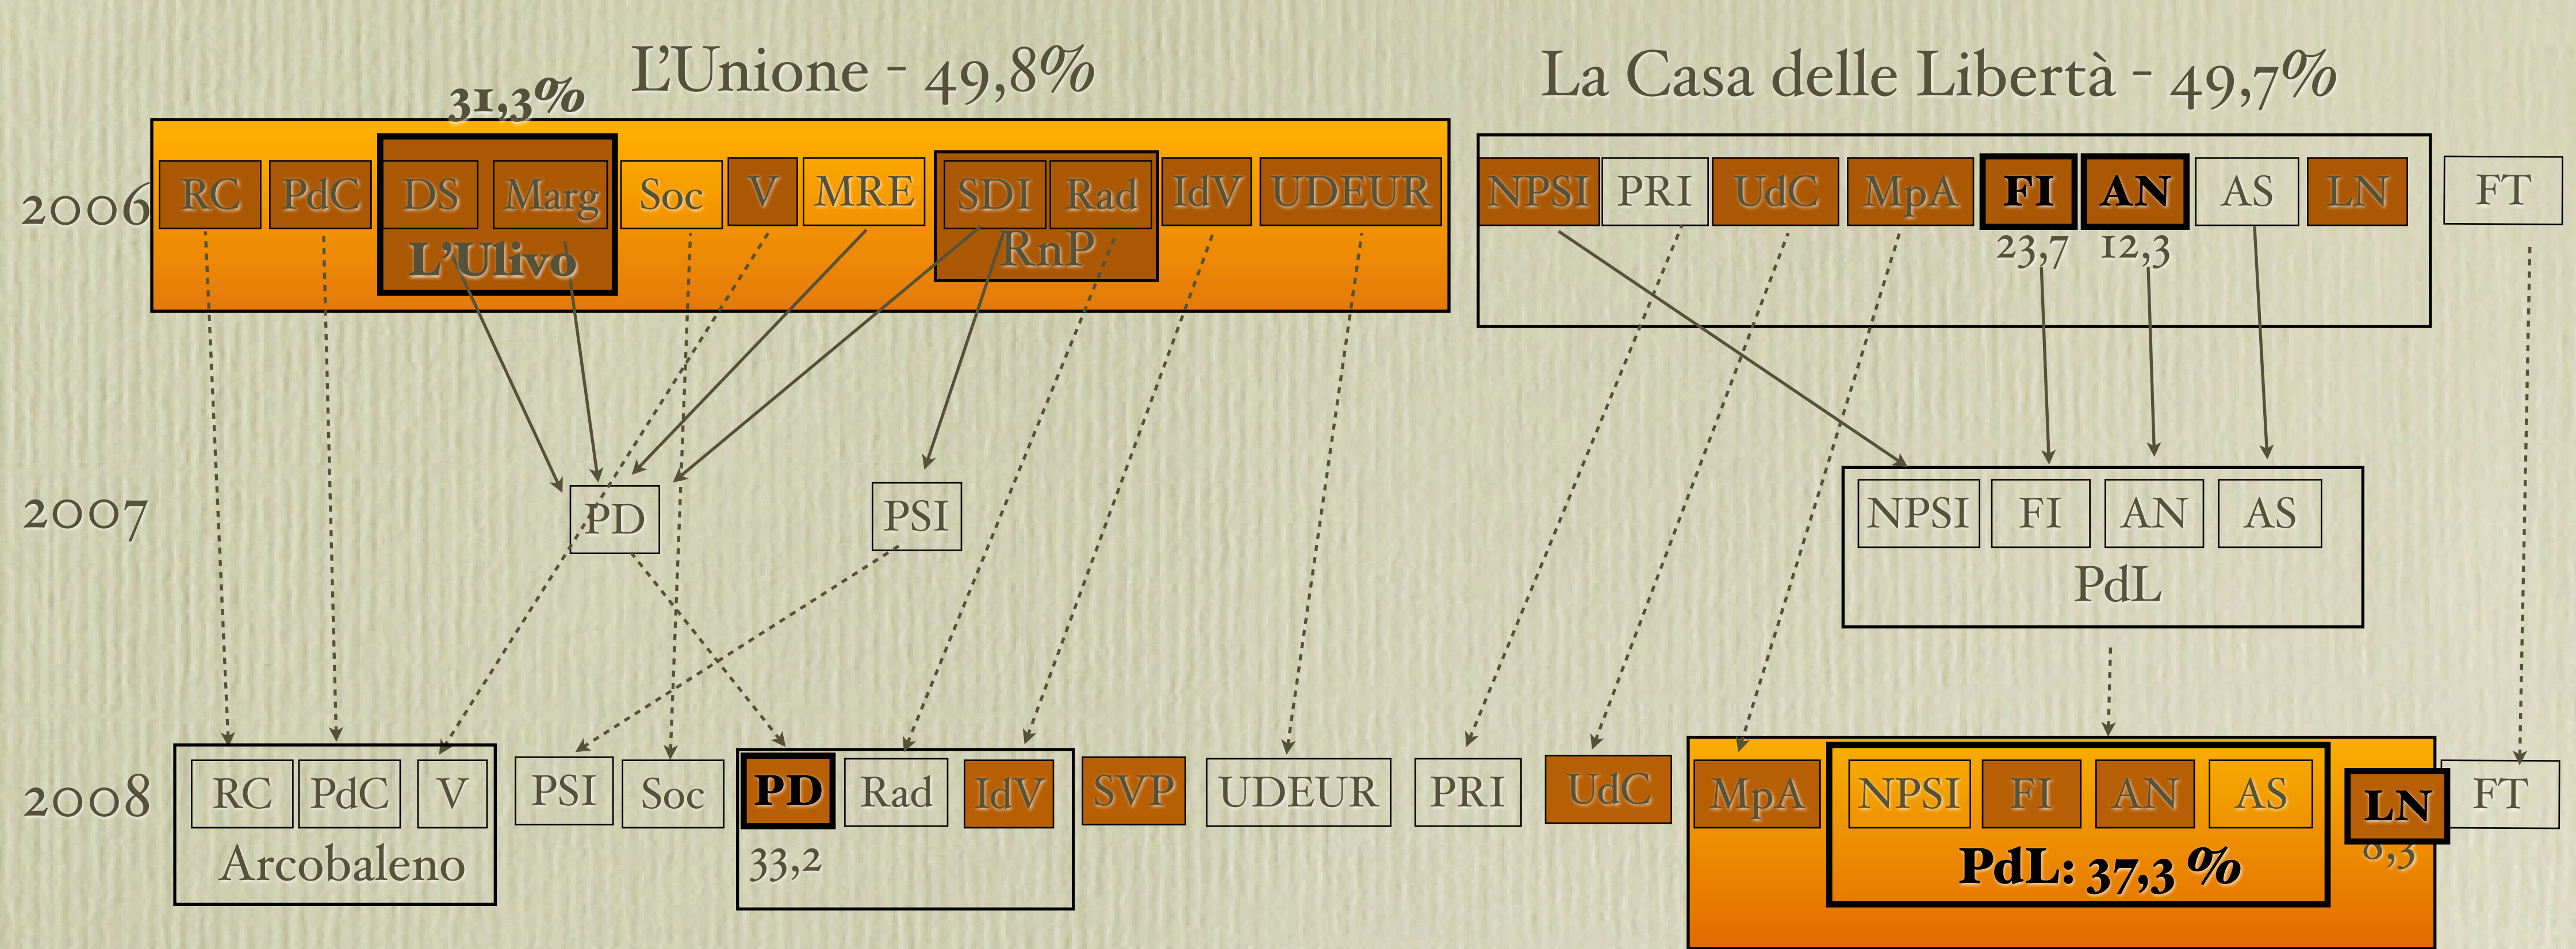 L'Unione - 49,8%
La Casa delle Libertà - 49,7%
31,3%
2006
RC PdC DS Marg Soc V MRE SDI Rad IdV UDEUR NPSI PRI UdC MpA FI AN AS LN FT
L'Ulivo RnP 23,7 12,3
2007
PD PSI NPSI FI AN AS
PdL
2008
RC PdC V PSI Soc PD Rad IdV SVP UDEUR PRI UdC MpA NPSI FI AN AS LN FT
Arcobaleno 33,2 PdL: 37,3 % 8,3